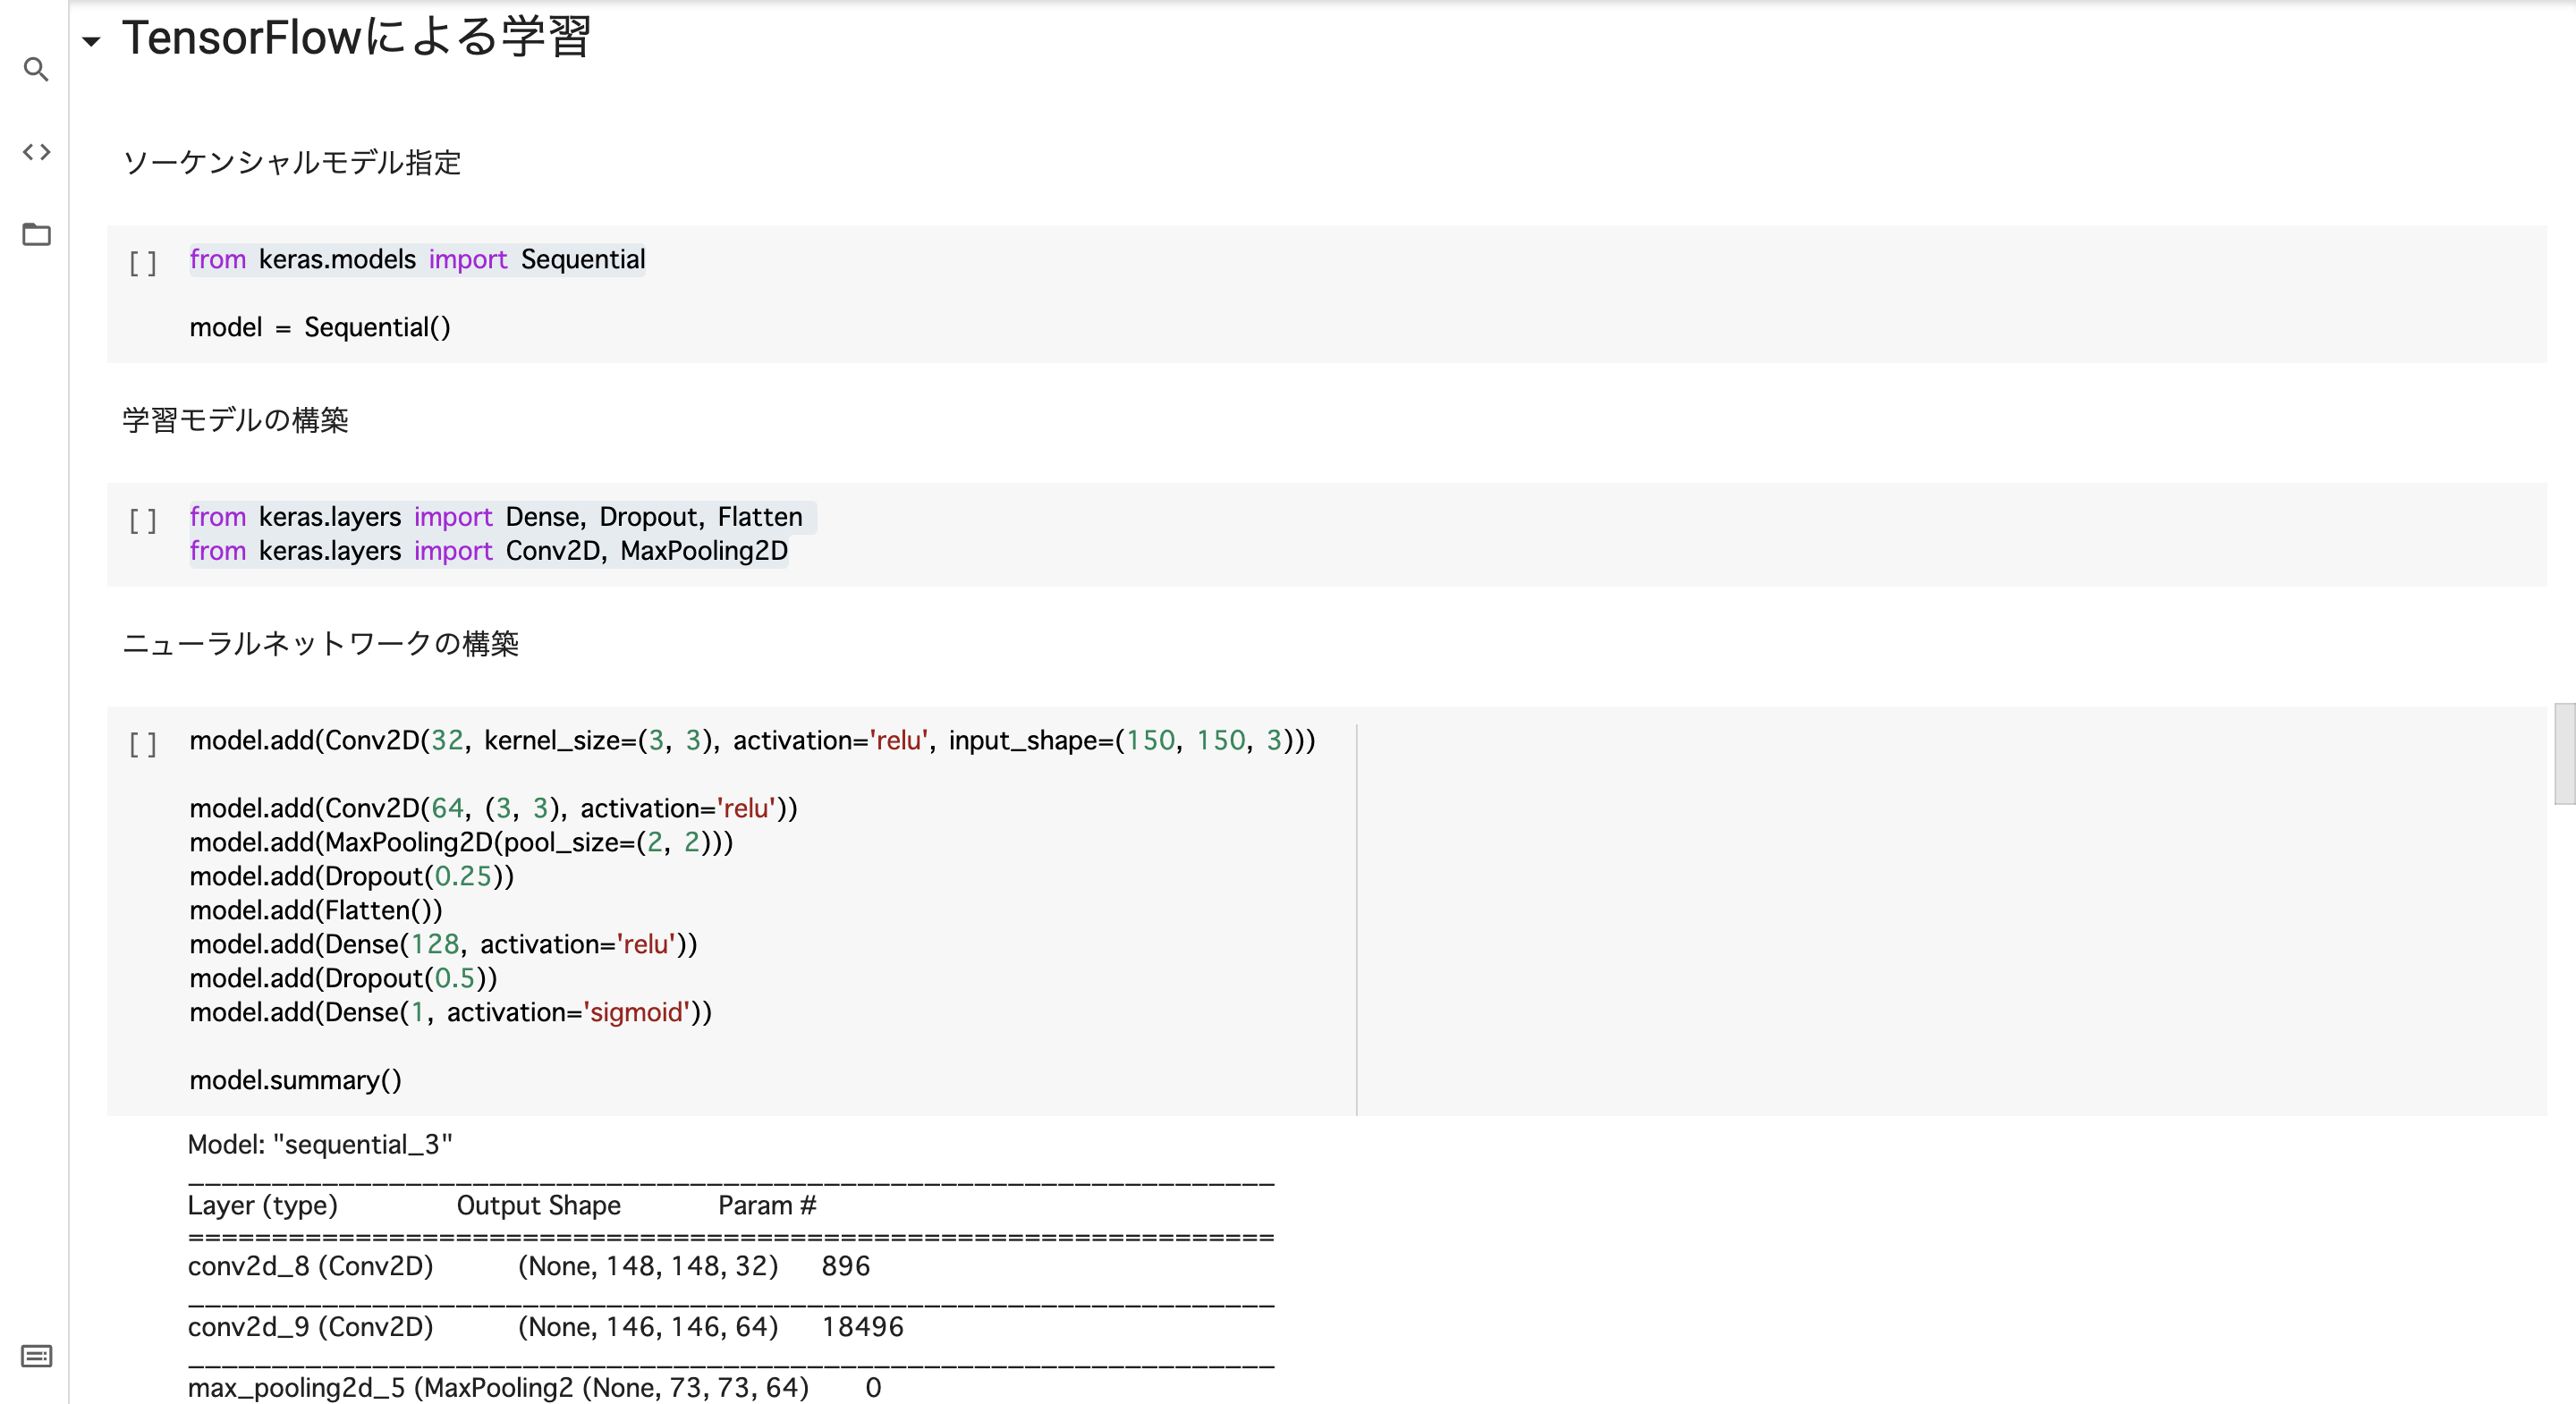 TensorFlowによる学習
ソーケンシャルモデル指定
[ ] from keras.models import Sequential
model = Sequential()
学習モデルの構築
[ ] from keras.layers import Dense, Dropout, Flatten
from keras.layers import Conv2D, MaxPooling2D
ニューラルネットワークの構築
[ ] model.add(Conv2D(32, kernel_size=(3, 3), activation='relu', input_shape=(150, 150, 3)))
model.add(Conv2D(64, (3, 3), activation='relu'))
model.add(MaxPooling2D(pool_size=(2, 2)))
model.add(Dropout(0.25))
model.add(Flatten())
model.add(Dense(128, activation='relu'))
model.add(Dropout(0.5))
model.add(Dense(1, activation='sigmoid'))
model.summary()
Model: "sequential_3"
_________________________________________________________________
Layer (type) Output Shape Param #
=================================================================
conv2d_8 (Conv2D) (None, 148, 148, 32) 896
_________________________________________________________________
conv2d_9 (Conv2D) (None, 146, 146, 64) 18496
_________________________________________________________________
max_pooling2d_5 (MaxPooling2 (None, 73, 73, 64) 0